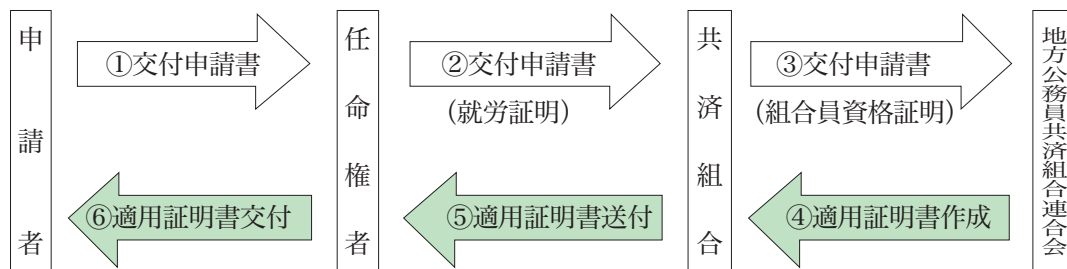 申請者
①交付申請書
任命権者
②交付申請書
(就労証明)
共済組合
③交付申請書
(組合員資格証明)
地方公務員共済組合連合会
④適用証明書作成
⑤適用証明書送付
⑥適用証明書交付